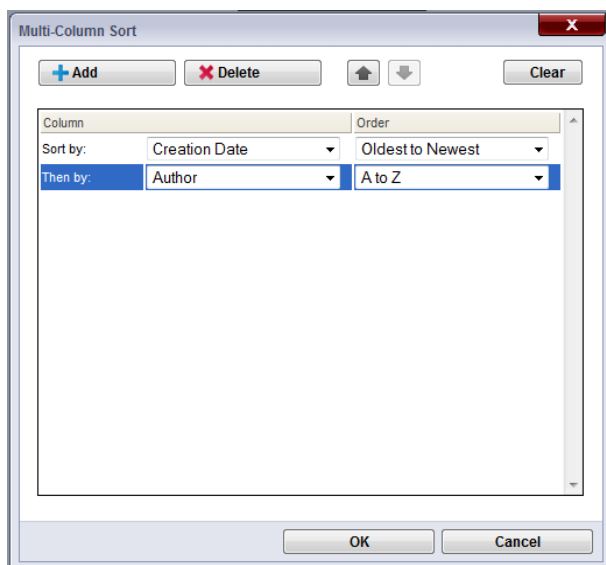 Multi-Column Sort
x
Add Delete Clear
Column Order
Sort by: Creation Date Oldest to Newest
Then by: Author A to Z
OK Cancel